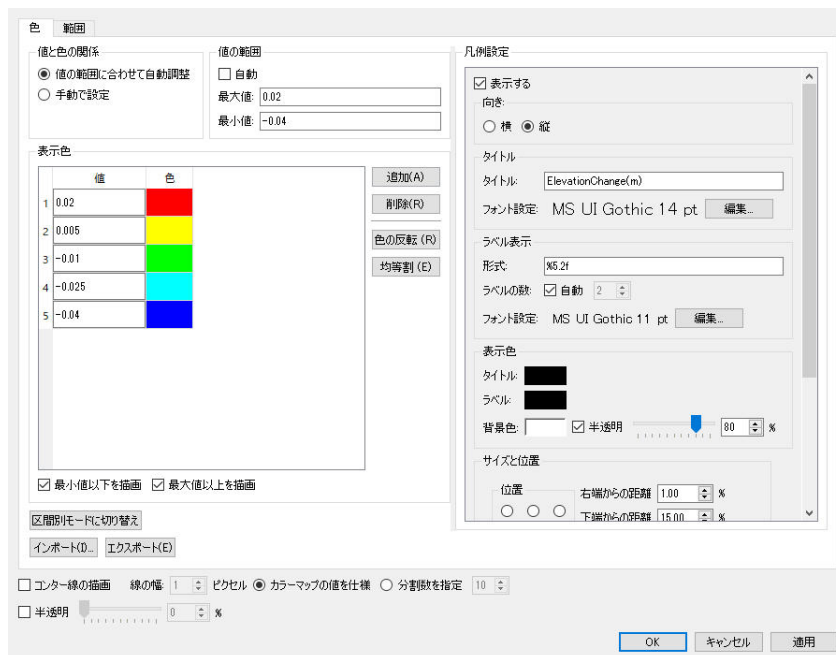 色 範囲
値と色の関係
値の範囲に合わせて自動調整
手動で設定
値の範囲
自動
最大値: 0.02
最小値: -0.04
表示色
値 色
1 0.02
2 0.005
3 -0.01
4 -0.025
5 -0.04
追加(A)
削除(R)
色の反転 (R)
均等割 (E)
最小値以下を描画 最大値以上を描画
区間別モードに切り替え
インポート(I)... エクスポート(E)
凡例設定
表示する
向き:
横 縦
タイトル
タイトル: ElevationChange(m)
フォント設定: MS UI Gothic 14 pt 編集...
ラベル表示
形式: %5.2f
ラベルの数: 自動 2
フォント設定: MS UI Gothic 11 pt 編集...
表示色
タイトル:
ラベル:
背景色: 半透明 80 %
サイズと位置
位置
右端からの距離 1.00 %
下端からの距離 15.00 %
コンター線の描画 線の幅: 1 ピクセル カラーマップの値を仕様 分割数を指定 10
半透明 0 %
OK キャンセル 適用